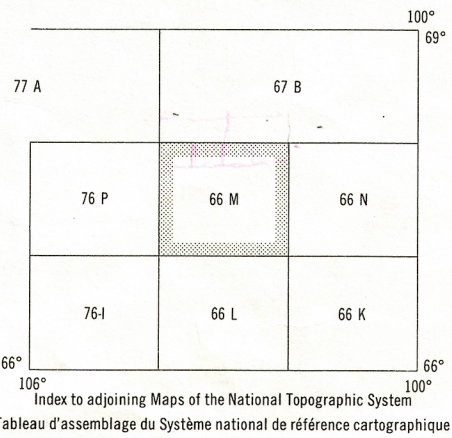 100°
69°
77 A
67 B
76 P
66 M
66 N
76-I
66 L
66 K
66°
66°
106°
100°
Index to adjoining Maps of the National Topographic System
Tableau d'assemblage du Système national de référence cartographique